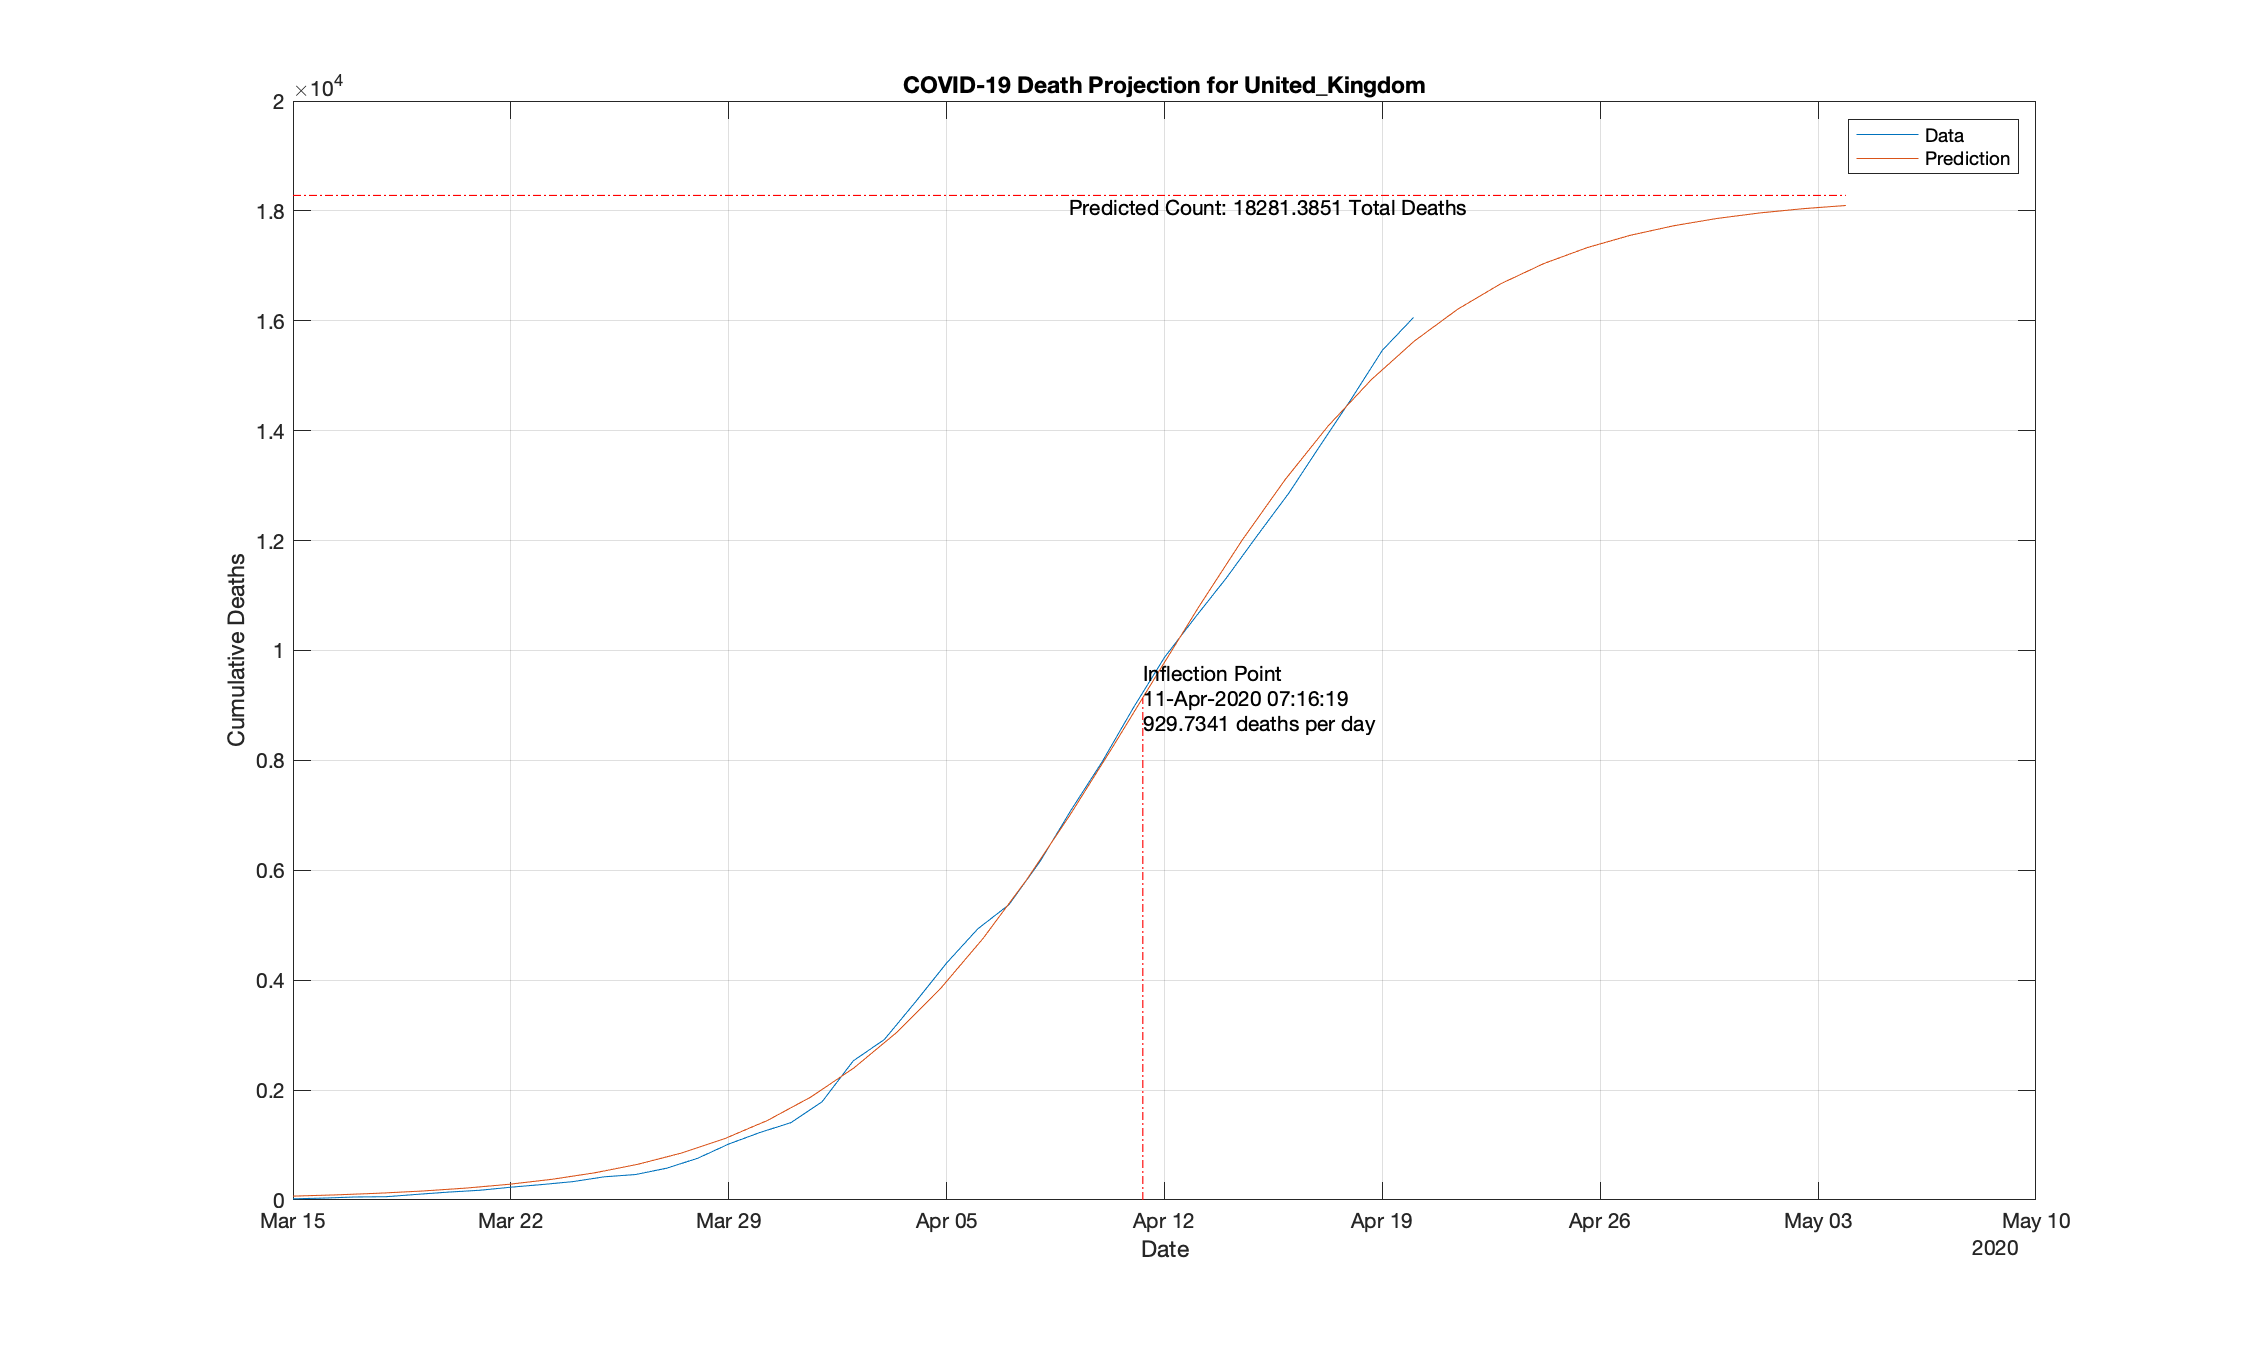 COVID-19 Death Projection for United_Kingdom
×10⁴
2
1.8
1.6
1.4
1.2
1
0.8
0.6
0.4
0.2
0
Cumulative Deaths
Data
Prediction
Predicted Count: 18281.3851 Total Deaths
Inflection Point
11-Apr-2020 07:16:19
929.7341 deaths per day
Mar 15 Mar 22 Mar 29 Apr 05 Apr 12 Apr 19 Apr 26 May 03 May 10
Date
2020